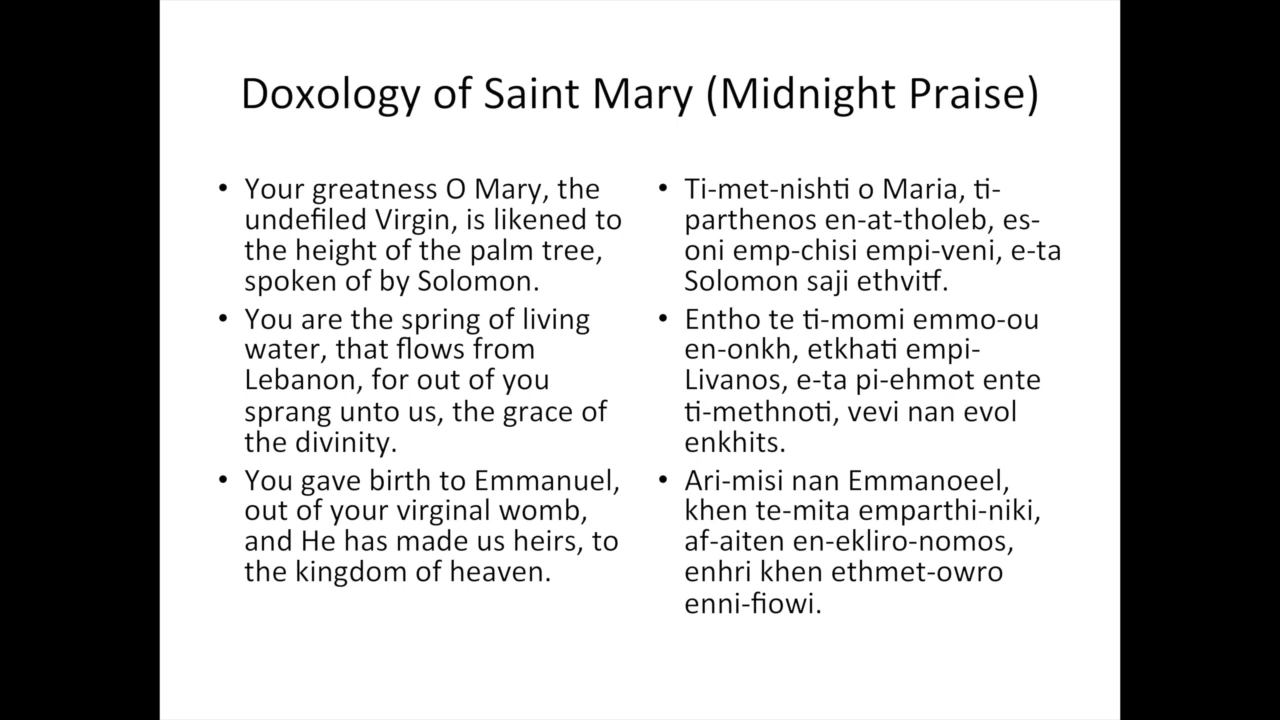 Doxology of Saint Mary (Midnight Praise)
• Your greatness O Mary, the
undefiled Virgin, is likened to
the height of the palm tree,
spoken of by Solomon.
• You are the spring of living
water, that flows from
Lebanon, for out of you
sprang unto us, the grace of
the divinity.
• You gave birth to Emmanuel,
out of your virginal womb,
and He has made us heirs, to
the kingdom of heaven.
• Ti-met-nishti o Maria, ti-
parthenos en-at-tholeb, es-
oni emp-chisi empi-veni, e-ta
Solomon saji ethvitf.
• Entho te ti-momi emmo-ou
en-onkh, etkhati empi-
Livanos, e-ta pi-ehmot ente
ti-methnoti, vevi nan evol
enkhits.
• Ari-misi nan Emmanoeel,
khen te-mita emparthi-niki,
af-aiten en-ekliro-nomos,
enhri khen ethmet-owro
enni-fiowi.